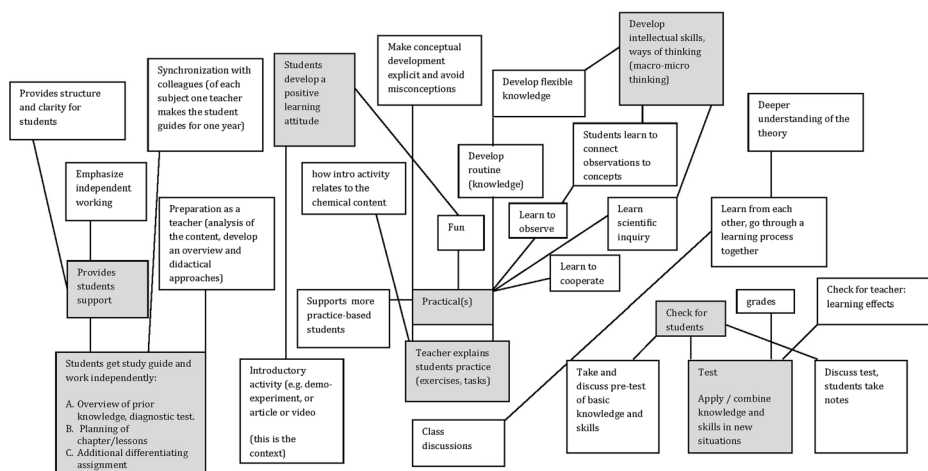 Provides structure
and clarity for
students
Synchronization with
colleagues (of each
subject one teacher
makes the student
guides for one year)
Students
develop a
positive
learning
attitude
Make conceptual
development
explicit and avoid
misconceptions
Develop flexible
knowledge
Develop
intellectual skills,
ways of thinking
(macro-micro
thinking)
Deeper
understanding of
the theory
Emphasize
independent
working
Preparation as a
teacher (analysis of
the content, develop
an overview and
didactical
approaches)
how intro activity
relates to the
chemical content
Develop
routine
(knowledge)
Students learn to
connect
observations to
concepts
Fun
Learn to
observe
Learn
scientific
inquiry
Learn from each
other, go through a
learning process
together
Provides
students
support
Supports more
practice-based
students
Practical(s)
Learn to
cooperate
Check for
students
grades
Check for teacher:
learning effects
Students get study guide and
work independently:
A. Overview of prior
knowledge, diagnostic test.
B. Planning of
chapter/lessons
C. Additional differentiating
assignment
Introductory
activity (e.g. demo-
experiment, or
article or video
(this is the
context)
Teacher explains
students practice
(exercises, tasks)
Class
discussions
Take and
discuss pre-test
of basic
knowledge and
skills
Test
Apply / combine
knowledge and
skills in new
situations
Discuss test,
students take
notes